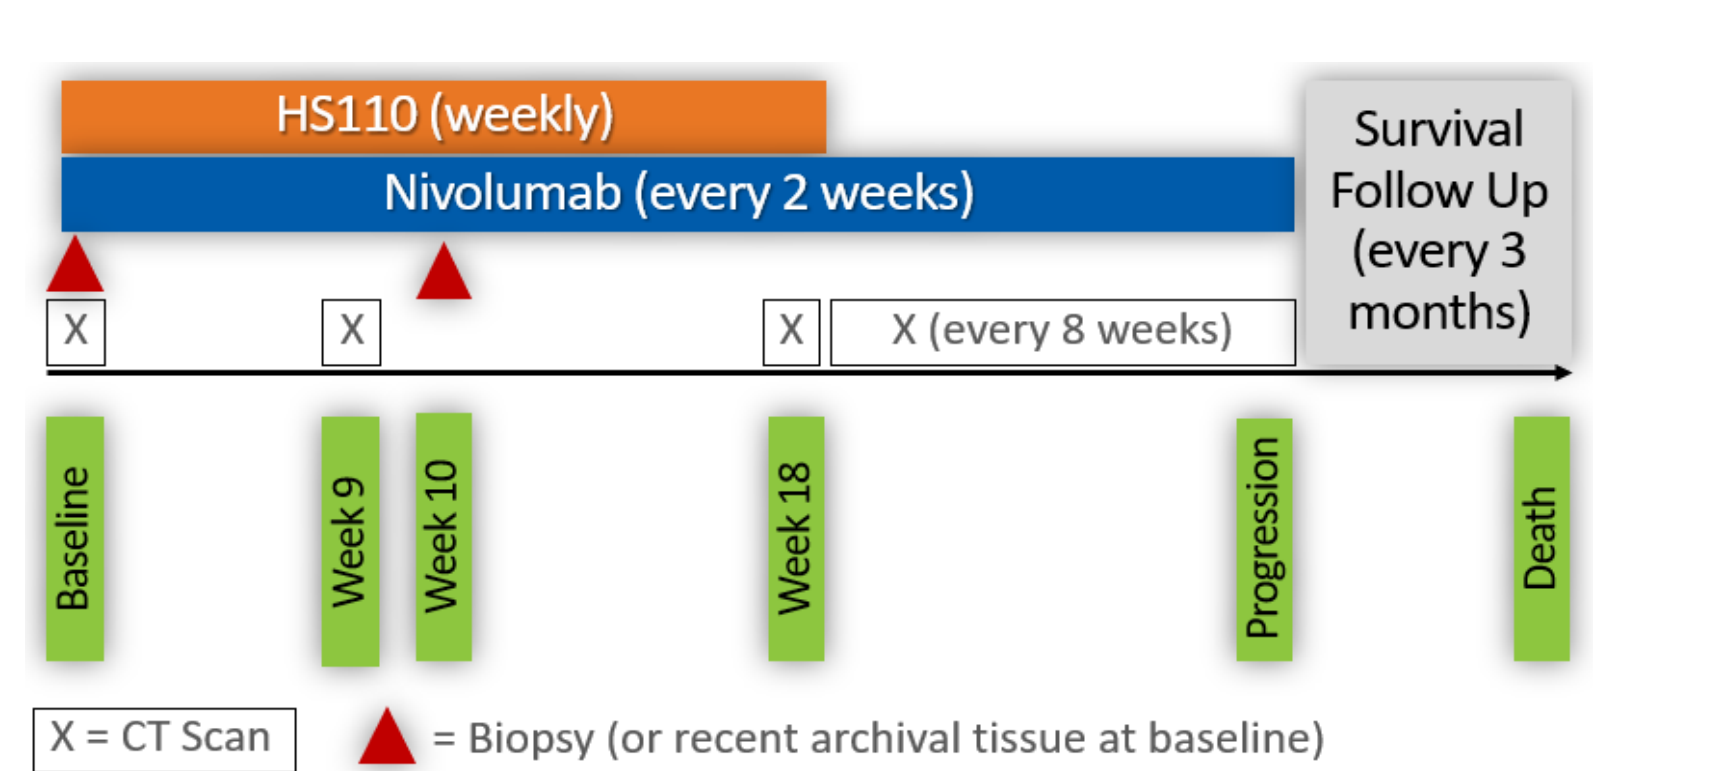 HS110 (weekly)
Nivolumab (every 2 weeks)
Survival
Follow Up
(every 3
months)
X
X
X
X (every 8 weeks)
Baseline
Week 9
Week 10
Week 18
Progression
Death
X = CT Scan
= Biopsy (or recent archival tissue at baseline)